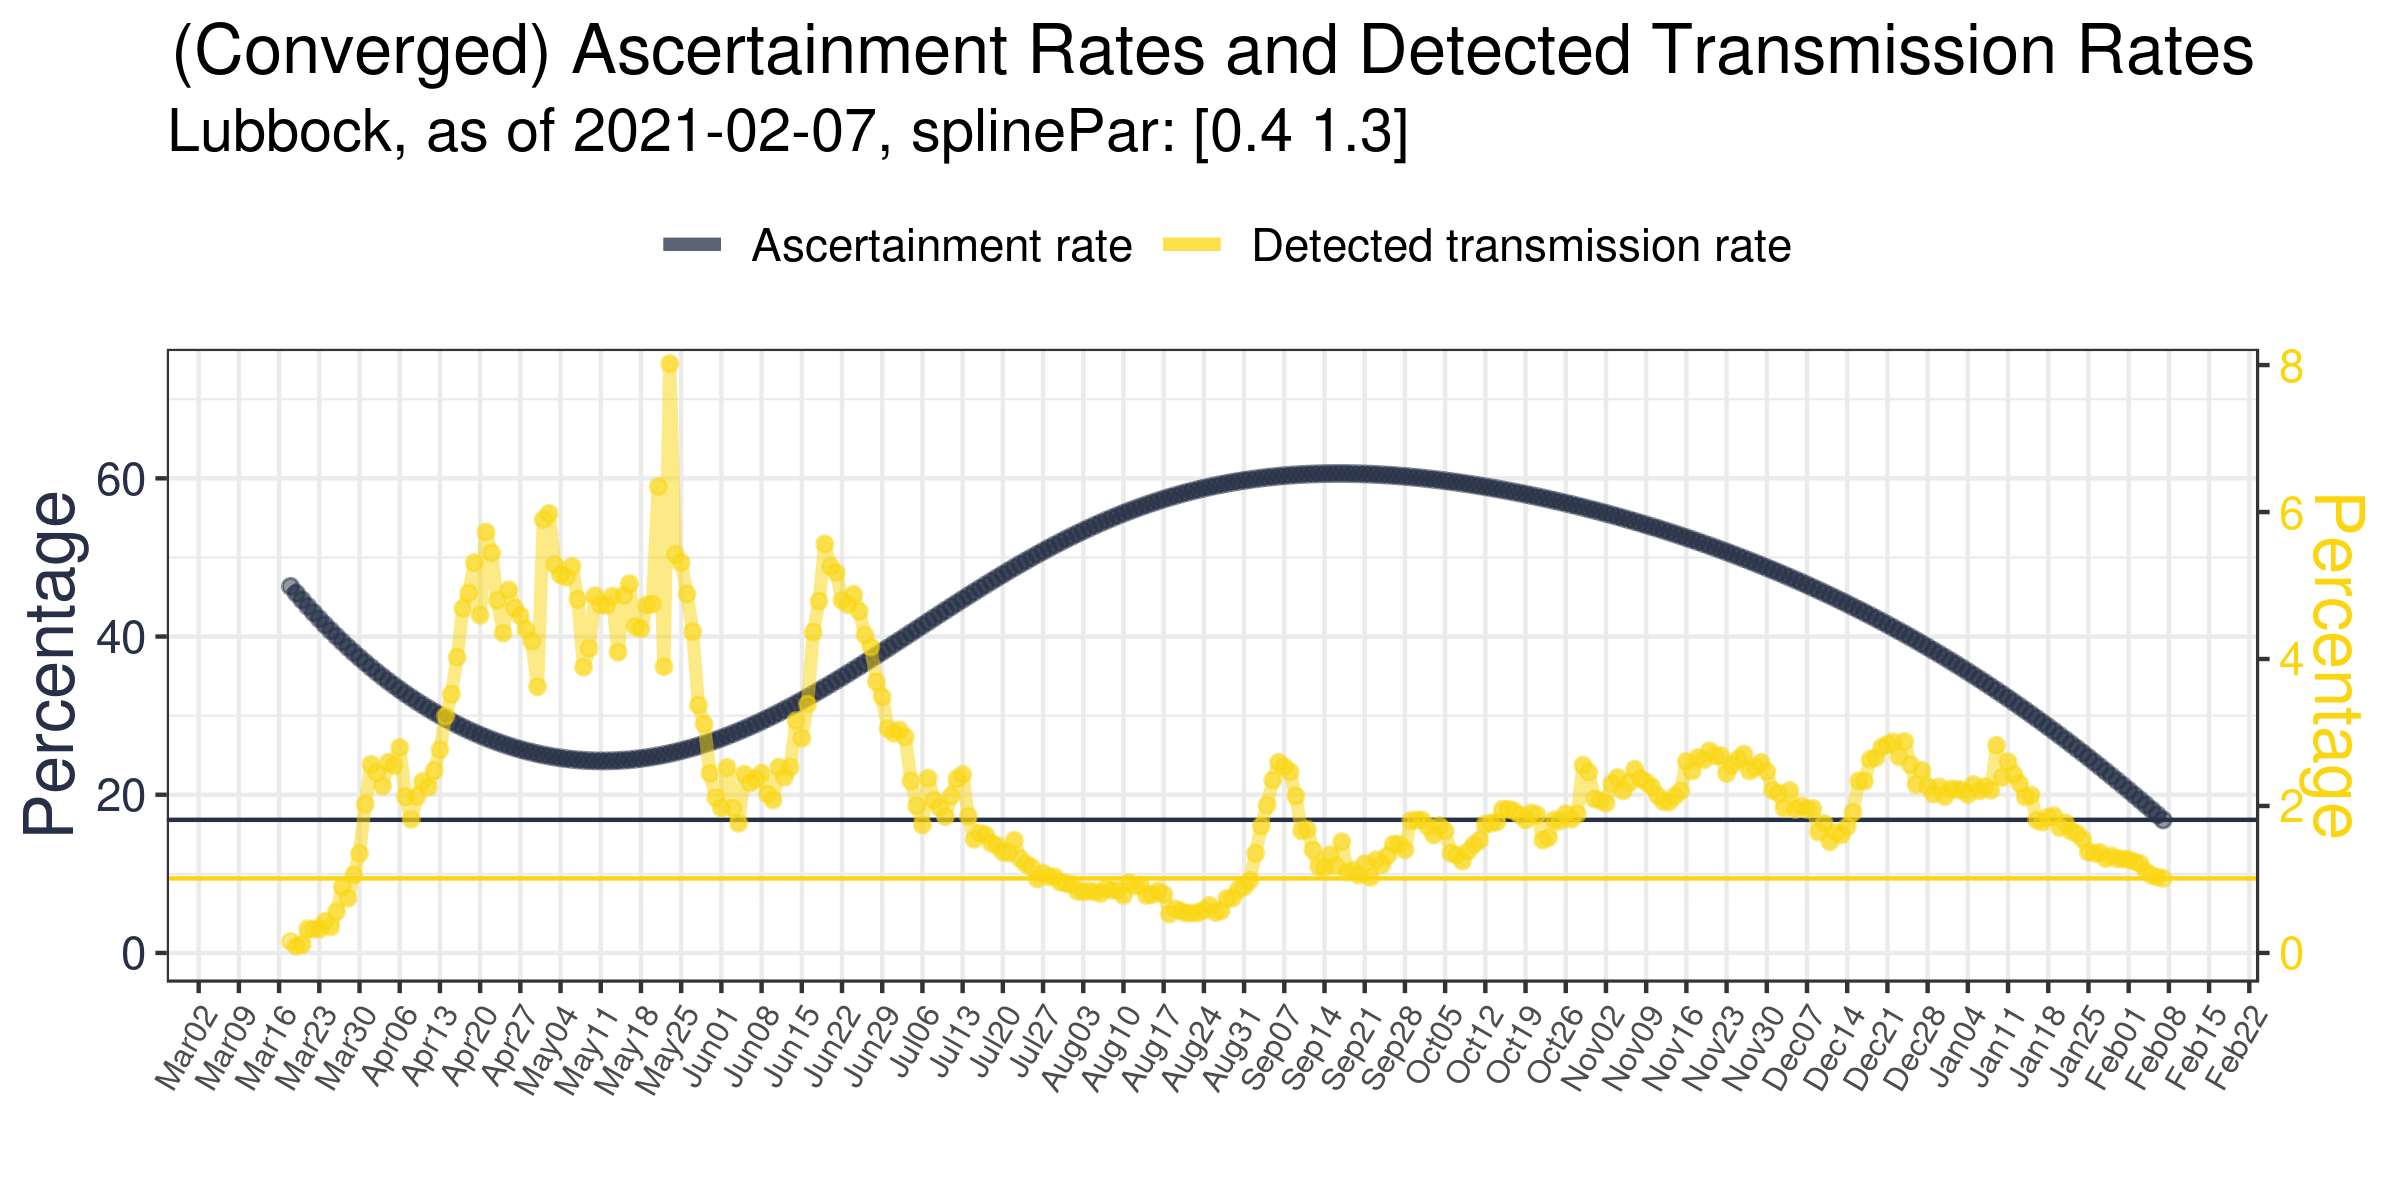 (Converged) Ascertainment Rates and Detected Transmission Rates
Lubbock, as of 2021-02-07, splinePar: [0.4 1.3]
Ascertainment rate
Detected transmission rate
Percentage
60
40
20
0
8
6
4
2
0
Percentage
Mar02
Mar09
Mar16
Mar23
Mar30
Apr06
Apr13
Apr20
Apr27
May04
May11
May18
May25
Jun01
Jun08
Jun15
Jun22
Jun29
Jul06
Jul13
Jul20
Jul27
Aug03
Aug10
Aug17
Aug24
Aug31
Sep07
Sep14
Sep21
Sep28
Oct05
Oct12
Oct19
Oct26
Nov02
Nov09
Nov16
Nov23
Nov30
Dec07
Dec14
Dec21
Dec28
Jan04
Jan11
Jan18
Jan25
Feb01
Feb08
Feb15
Feb22